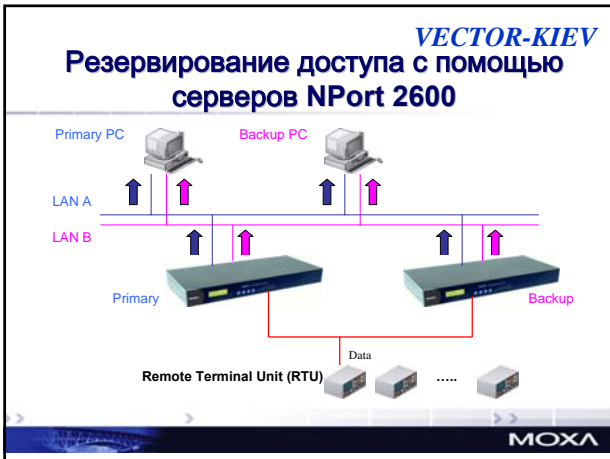 VECTOR-KIEV
Резервирование доступа с помощью
серверов NPort 2600
Primary PC
Backup PC
LAN A
LAN B
Primary
Backup
Data
Remote Terminal Unit (RTU)
.....
MOXA